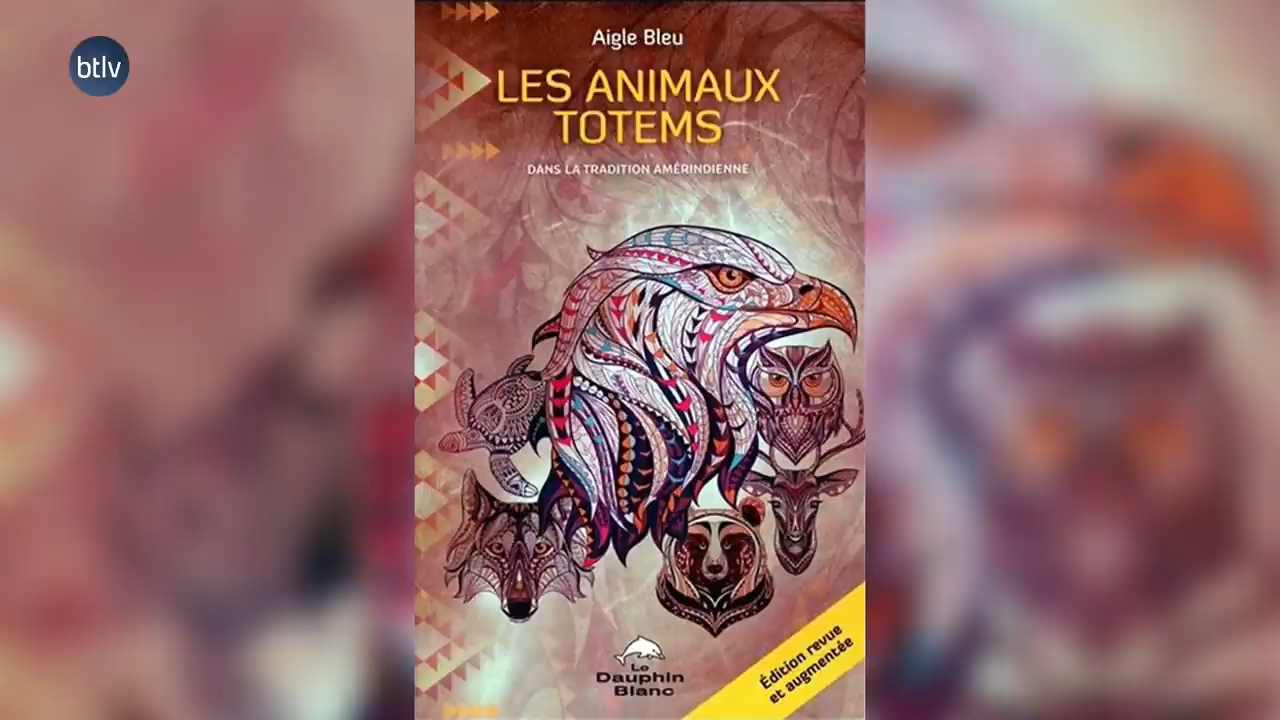 btlv
Aigle Bleu
LES ANIMAUX
TOTEMS
DANS LA TRADITION AMÉRINDIENNE
Le
Dauphin
Blanc
Édition revue
et augmentée